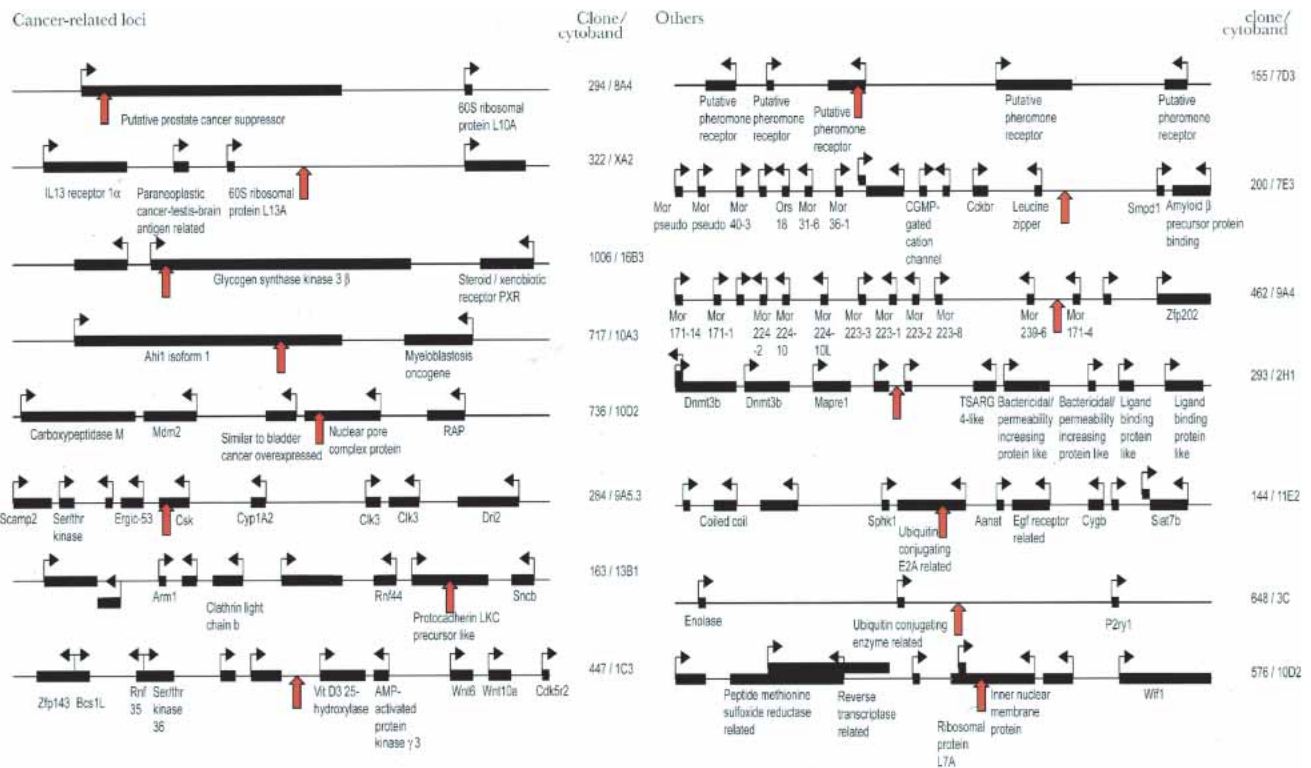 Cancer-related loci
Clone/
cytoband
294 / 8A4
Putative prostate cancer suppressor
60S ribosomal
protein L10A
322 / XA2
IL13 receptor 1α
Paranoplastic
cancer-testis-brain
antigen related
60S ribosomal
protein L13A
1006 / 16B3
Glycogen synthase kinase 3 β
Steroid / xenobiotic
receptor PXR
717 / 10A3
Ahi1 isoform 1
Myeloblastosis
oncogene
736 / 10D2
Carboxypeptidase M
Mdm2
Similar to bladder
cancer overexpressed
Nuclear pore
complex protein
RAP
284 / 9A5.3
Scamp2
Ser/thr
kinase
Ergic-53
Csk
Cyp1A2
Clk3
Clk3
Dri2
163 / 13B1
Arm1
Clathrin light
chain b
Rnf44
Protocadherin LKC
precursor like
Sncb
447 / 1C3
Zfp143
Bcs1L
Rnf
35
Ser/thr
kinase
36
Vit D3 25-
hydroxylase
AMP-
activated
protein
kinase γ 3
Wnt6
Wnt10a
Cdk5r2
Others
clone/
cytoband
155 / 7D3
Putative
pheromone
receptor
Putative
pheromone
receptor
Putative
pheromone
receptor
Putative
pheromone
receptor
Putative
pheromone
receptor
200 / 7E3
Mor
pseudo
Mor
pseudo
Mor
40-3
Ors
18
Mor
31-6
Mor
36-1
CGMP-
gated
cation
channel
Cckbr
Leucine
zipper
Smpd1
Amyloid β
precursor protein
binding
462 / 9A4
Mor
171-14
Mor
171-1
Mor
224
-2
Mor
224-
10
Mor
224-
10L
Mor
223-3
Mor
223-1
Mor
223-2
Mor
223-8
Mor
239-6
Mor
171-4
Zfp202
293 / 2H1
Dnmt3b
Dnmt3b
Mapre1
TSARG
4-like
Bactericidal/
permeability
increasing
protein like
Bactericidal/
permeability
increasing
protein like
Ligand
binding
protein
like
Ligand
binding
protein
like
144 / 11E2
Coiled coil
Sphk1
Ubiquitin
conjugating
E2A related
Aanat
Egf receptor
related
Cygb
Siat7b
648 / 3C
Enolase
Ubiquitin conjugating
enzyme related
P2ry1
576 / 10D2
Peptide methionine
sulfoxide reductase
related
Reverse
transcriptase
related
Ribosomal
protein
L7A
Inner nuclear
membrane
protein
Wif1